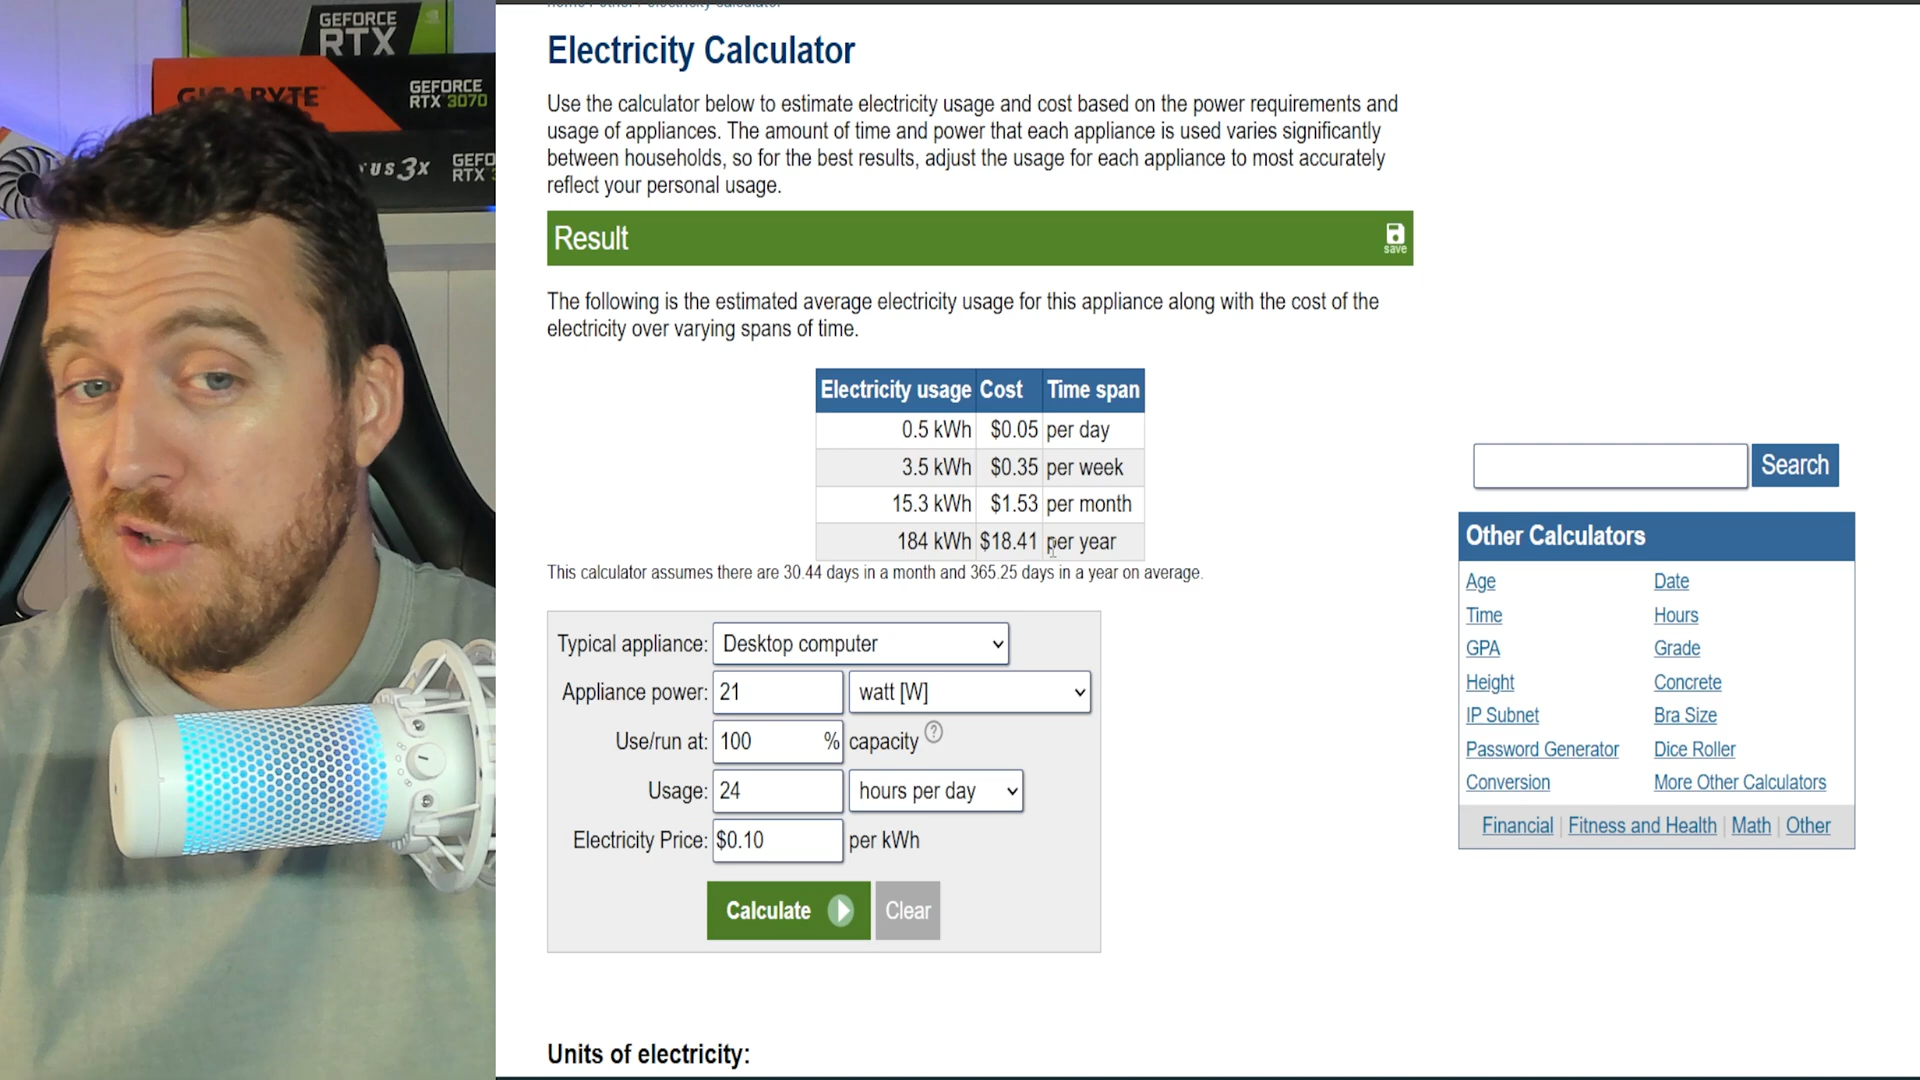 GEFORCE
RTX
GIGABYTE
GEFORCE
RTX 3070
us 3x
GEFO
RTX
Electricity Calculator
Use the calculator below to estimate electricity usage and cost based on the power requirements and
usage of appliances. The amount of time and power that each appliance is used varies significantly
between households, so for the best results, adjust the usage for each appliance to most accurately
reflect your personal usage.
Result
save
The following is the estimated average electricity usage for this appliance along with the cost of the
electricity over varying spans of time.
Electricity usage Cost Time span
0.5 kWh $0.05 per day
3.5 kWh $0.35 per week
15.3 kWh $1.53 per month
184 kWh $18.41 per year
This calculator assumes there are 30.44 days in a month and 365.25 days in a year on average.
Typical appliance: Desktop computer
Appliance power: 21 watt [W]
Use/run at: 100 % capacity ?
Usage: 24 hours per day
Electricity Price: $0.10 per kWh
Calculate Clear
Units of electricity:
Search
Other Calculators
Age Date
Time Hours
GPA Grade
Height Concrete
IP Subnet Bra Size
Password Generator Dice Roller
Conversion More Other Calculators
Financial | Fitness and Health | Math | Other